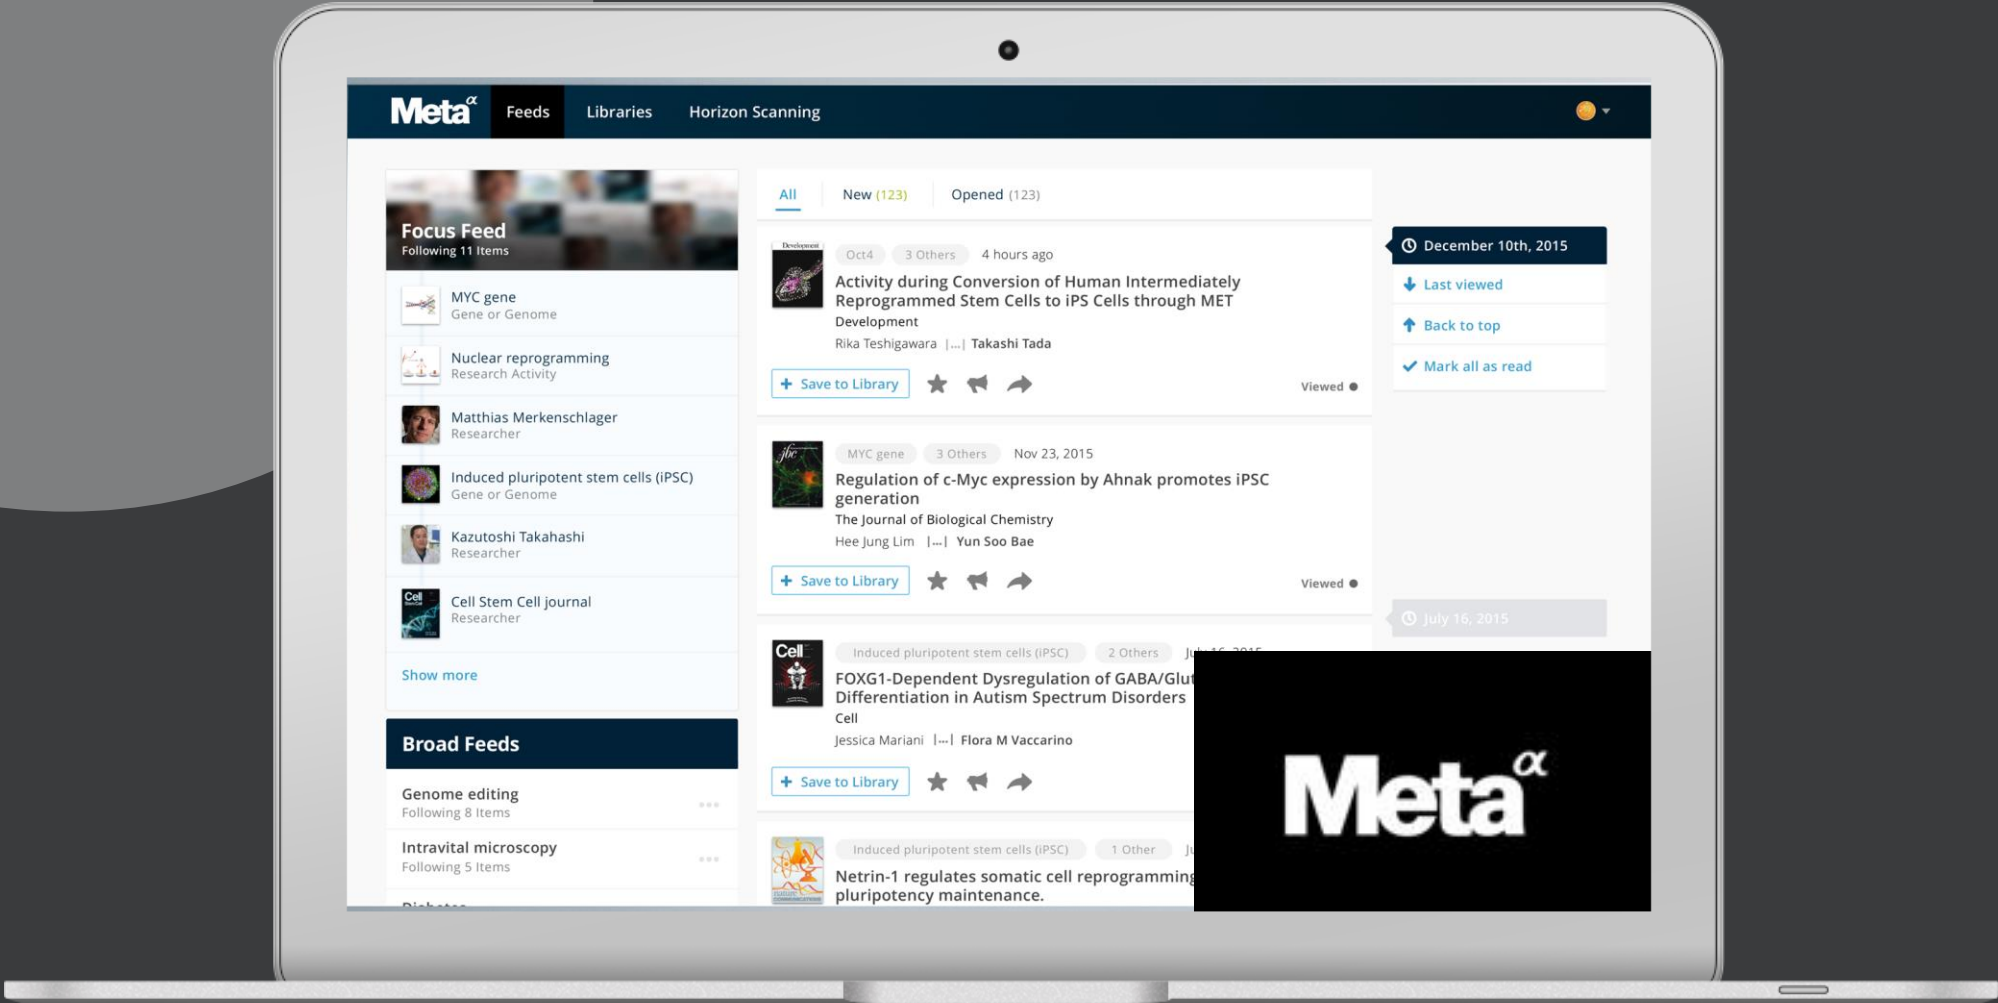 Metaα
Feeds
Libraries
Horizon Scanning
Focus Feed
Following 11 Items
MYC gene
Gene or Genome
Nuclear reprogramming
Research Activity
Matthias Merkenschlager
Researcher
Induced pluripotent stem cells (iPSC)
Gene or Genome
Kazutoshi Takahashi
Researcher
Cell
Cell Stem Cell journal
Researcher
Show more
Broad Feeds
Genome editing
Following 8 Items
Intravital microscopy
Following 5 Items
All
New (123)
Opened (123)
Development
Oct4
3 Others
4 hours ago
Activity during Conversion of Human Intermediately
Reprogrammed Stem Cells to iPS Cells through MET
Development
Rika Teshigawara |...| Takashi Tada
+ Save to Library
Viewed
jbc
MYC gene
3 Others
Nov 23, 2015
Regulation of c-Myc expression by Ahnak promotes iPSC
generation
The Journal of Biological Chemistry
Hee Jung Lim |...| Yun Soo Bae
+ Save to Library
Viewed
Cell
Induced pluripotent stem cells (iPSC)
2 Others
FOXG1-Dependent Dysregulation of GABA/Glut
Differentiation in Autism Spectrum Disorders
Cell
Jessica Mariani |...| Flora M Vaccarino
+ Save to Library
Induced pluripotent stem cells (iPSC)
1 Other
Netrin-1 regulates somatic cell reprogramming
pluripotency maintenance.
December 10th, 2015
Last viewed
Back to top
Mark all as read
July 16, 2015
Metaα